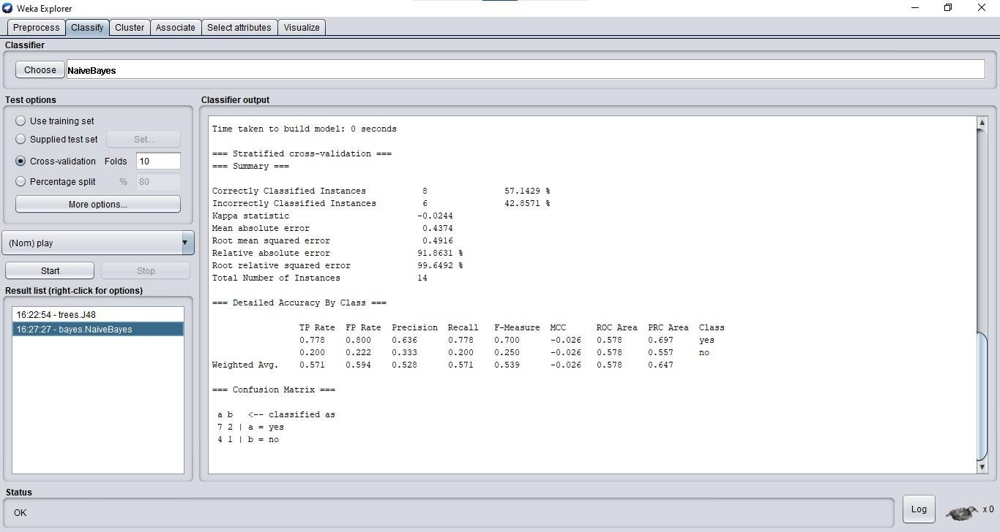 Weka Explorer
Preprocess Classify Cluster Associate Select attributes Visualize
Classifier
Choose NaiveBayes
Test options
Use training set
Supplied test set Set...
Cross-validation Folds 10
Percentage split % 80
More options...
(Nom) play
Start Stop
Result list (right-click for options)
16:22:54 - trees.J48
16:27:27 - bayes.NaiveBayes
Classifier output
Time taken to build model: 0 seconds
=== Stratified cross-validation ===
=== Summary ===
Correctly Classified Instances 8 57.1429 %
Incorrectly Classified Instances 6 42.8571 %
Kappa statistic -0.0244
Mean absolute error 0.4374
Root mean squared error 0.4916
Relative absolute error 91.8631 %
Root relative squared error 99.6492 %
Total Number of Instances 14
=== Detailed Accuracy By Class ===
TP Rate FP Rate Precision Recall F-Measure MCC ROC Area PRC Area Class
0.778 0.800 0.636 0.778 0.700 -0.026 0.578 0.697 yes
0.200 0.222 0.333 0.200 0.250 -0.026 0.578 0.557 no
Weighted Avg. 0.571 0.594 0.528 0.571 0.539 -0.026 0.578 0.647
=== Confusion Matrix ===
a b <-- classified as
7 2 | a = yes
4 1 | b = no
Status
OK
Log x 0